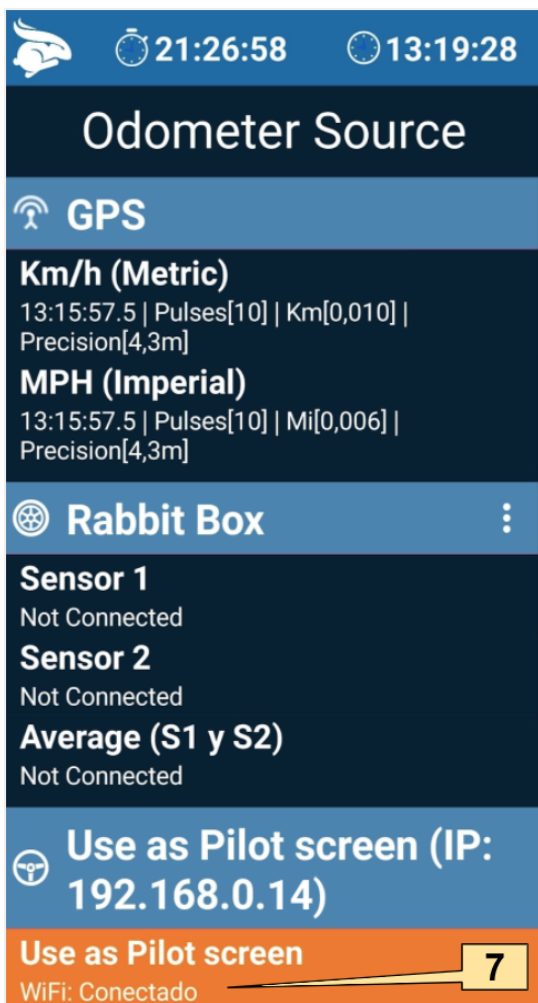 21:26:58 13:19:28
Odometer Source
GPS
Km/h (Metric)
13:15:57.5 | Pulses[10] | Km[0,010] |
Precision[4,3m]
MPH (Imperial)
13:15:57.5 | Pulses[10] | Mi[0,006] |
Precision[4,3m]
Rabbit Box
Sensor 1
Not Connected
Sensor 2
Not Connected
Average (S1 y S2)
Not Connected
Use as Pilot screen (IP:
192.168.0.14)
Use as Pilot screen
WiFi: Conectado
7